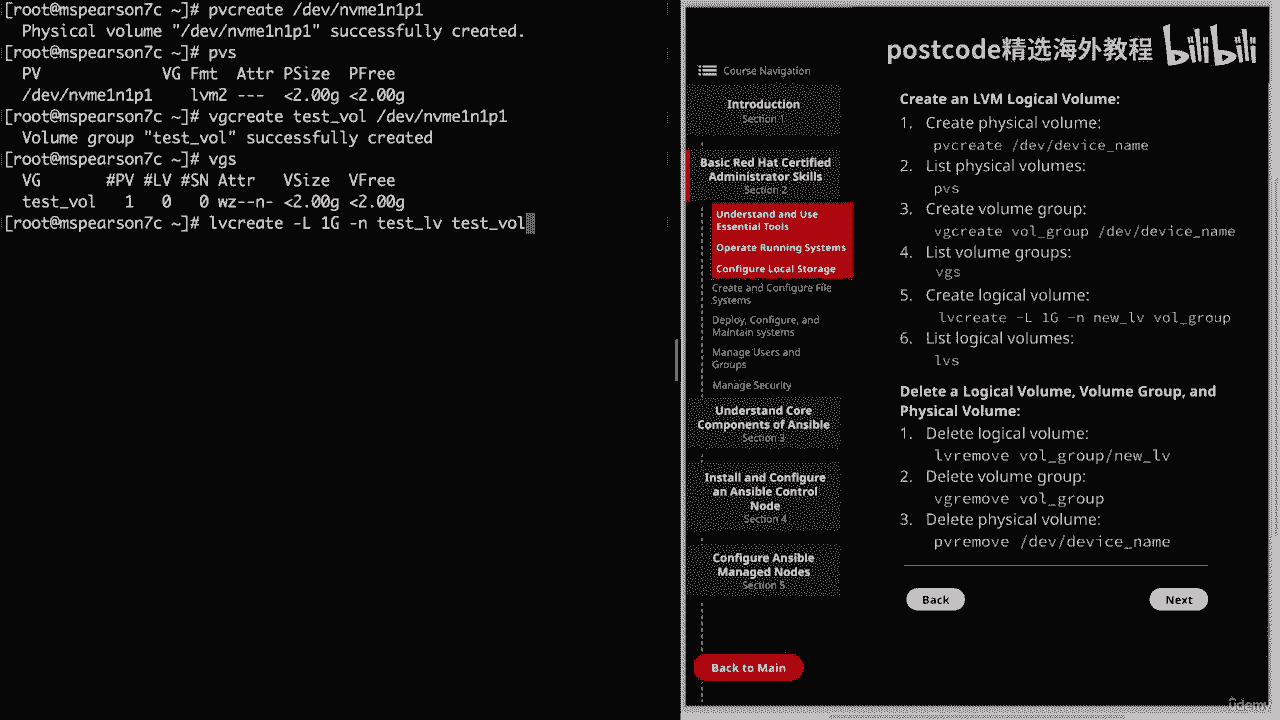 [root@mspearson7c ~]# pvcreate /dev/nvme1n1p1
Physical volume "/dev/nvme1n1p1" successfully created.
[root@mspearson7c ~]# pvs
PV VG Fmt Attr PSize PFree
/dev/nvme1n1p1 lvm2 --- <2.00g <2.00g
[root@mspearson7c ~]# vgcreate test_vol /dev/nvme1n1p1
Volume group "test_vol" successfully created
[root@mspearson7c ~]# vgs
VG #PV #LV #SN Attr VSize VFree
test_vol 1 0 0 wz--n- <2.00g <2.00g
[root@mspearson7c ~]# lvcreate -L 1G -n test_lv test_vol
postcode精选海外教程 bilibili
Course Navigation
Introduction
Section 1
Basic Red Hat Certified
Administrator Skills
Section 2
Understand and Use
Essential Tools
Operate Running Systems
Configure Local Storage
Create and Configure File
Systems
Deploy, Configure, and
Maintain systems
Manage Users and
Groups
Manage Security
Understand Core
Components of Ansible
Section 3
Install and Configure
an Ansible Control
Node
Section 4
Configure Ansible
Managed Nodes
Section 5
Back to Main
Create an LVM Logical Volume:
1. Create physical volume:
pvcreate /dev/device_name
2. List physical volumes:
pvs
3. Create volume group:
vgcreate vol_group /dev/device_name
4. List volume groups:
vgs
5. Create logical volume:
lvcreate -L 1G -n new_lv vol_group
6. List logical volumes:
lvs
Delete a Logical Volume, Volume Group, and
Physical Volume:
1. Delete logical volume:
lvremove vol_group/new_lv
2. Delete volume group:
vgremove vol_group
3. Delete physical volume:
pvremove /dev/device_name
Back
Next
ûdemy